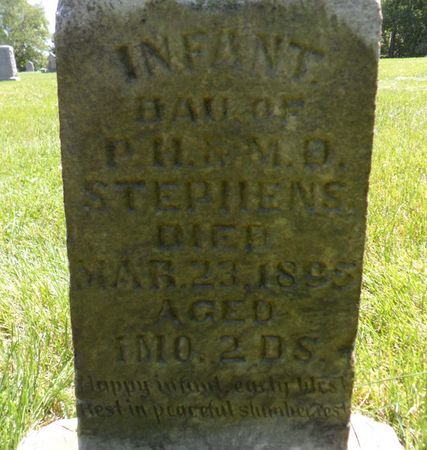 INFANT.
DAU. OF
P. H. & M. D.
STEPHENS.
DIED
MAR. 23, 1895
AGED
1 MO. 2 DS.
Happy infant early blest
Rest in peaceful slumber rest